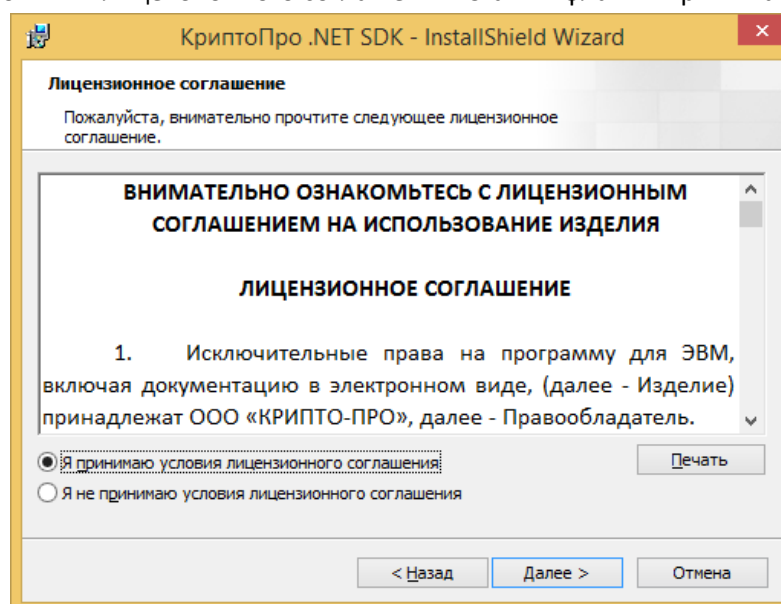 КриптоПро .NET SDK - InstallShield Wizard
Лицензионное соглашение
Пожалуйста, внимательно прочтите следующее лицензионное
соглашение.
ВНИМАТЕЛЬНО ОЗНАКОМЬТЕСЬ С ЛИЦЕНЗИОННЫМ
СОГЛАШЕНИЕМ НА ИСПОЛЬЗОВАНИЕ ИЗДЕЛИЯ
ЛИЦЕНЗИОННОЕ СОГЛАШЕНИЕ
1. Исключительные права на программу для ЭВМ,
включая документацию в электронном виде, (далее - Изделие)
принадлежат ООО «КРИПТО-ПРО», далее - Правообладатель.
Я принимаю условия лицензионного соглашения
Печать
Я не принимаю условия лицензионного соглашения
< Назад
Далее >
Отмена